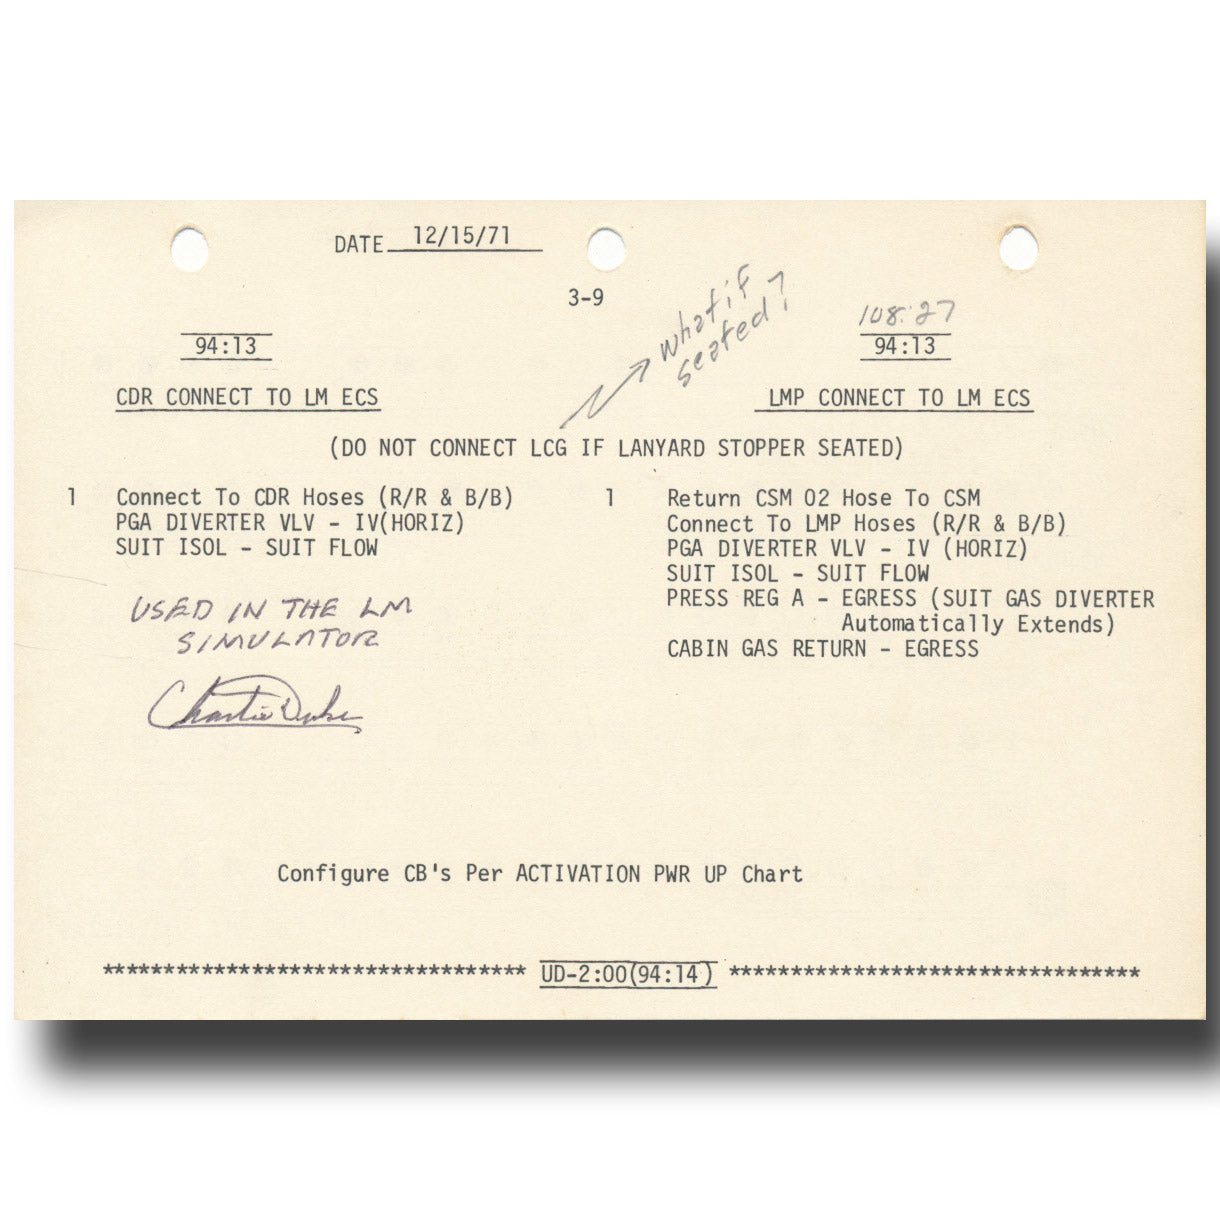 DATE 12/15/71
3-9
what if
seated?
108:27
94:13
94:13
CDR CONNECT TO LM ECS
LMP CONNECT TO LM ECS
(DO NOT CONNECT LCG IF LANYARD STOPPER SEATED)
1 Connect To CDR Hoses (R/R & B/B)
PGA DIVERTER VLV - IV(HORIZ)
SUIT ISOL - SUIT FLOW
1 Return CSM O2 Hose To CSM
Connect To LMP Hoses (R/R & B/B)
PGA DIVERTER VLV - IV (HORIZ)
SUIT ISOL - SUIT FLOW
PRESS REG A - EGRESS (SUIT GAS DIVERTER
Automatically Extends)
CABIN GAS RETURN - EGRESS
USED IN THE LM
SIMULATOR
Charlie Duke
Configure CB's Per ACTIVATION PWR UP Chart
********************************** UD-2:00(94:14) *********************************